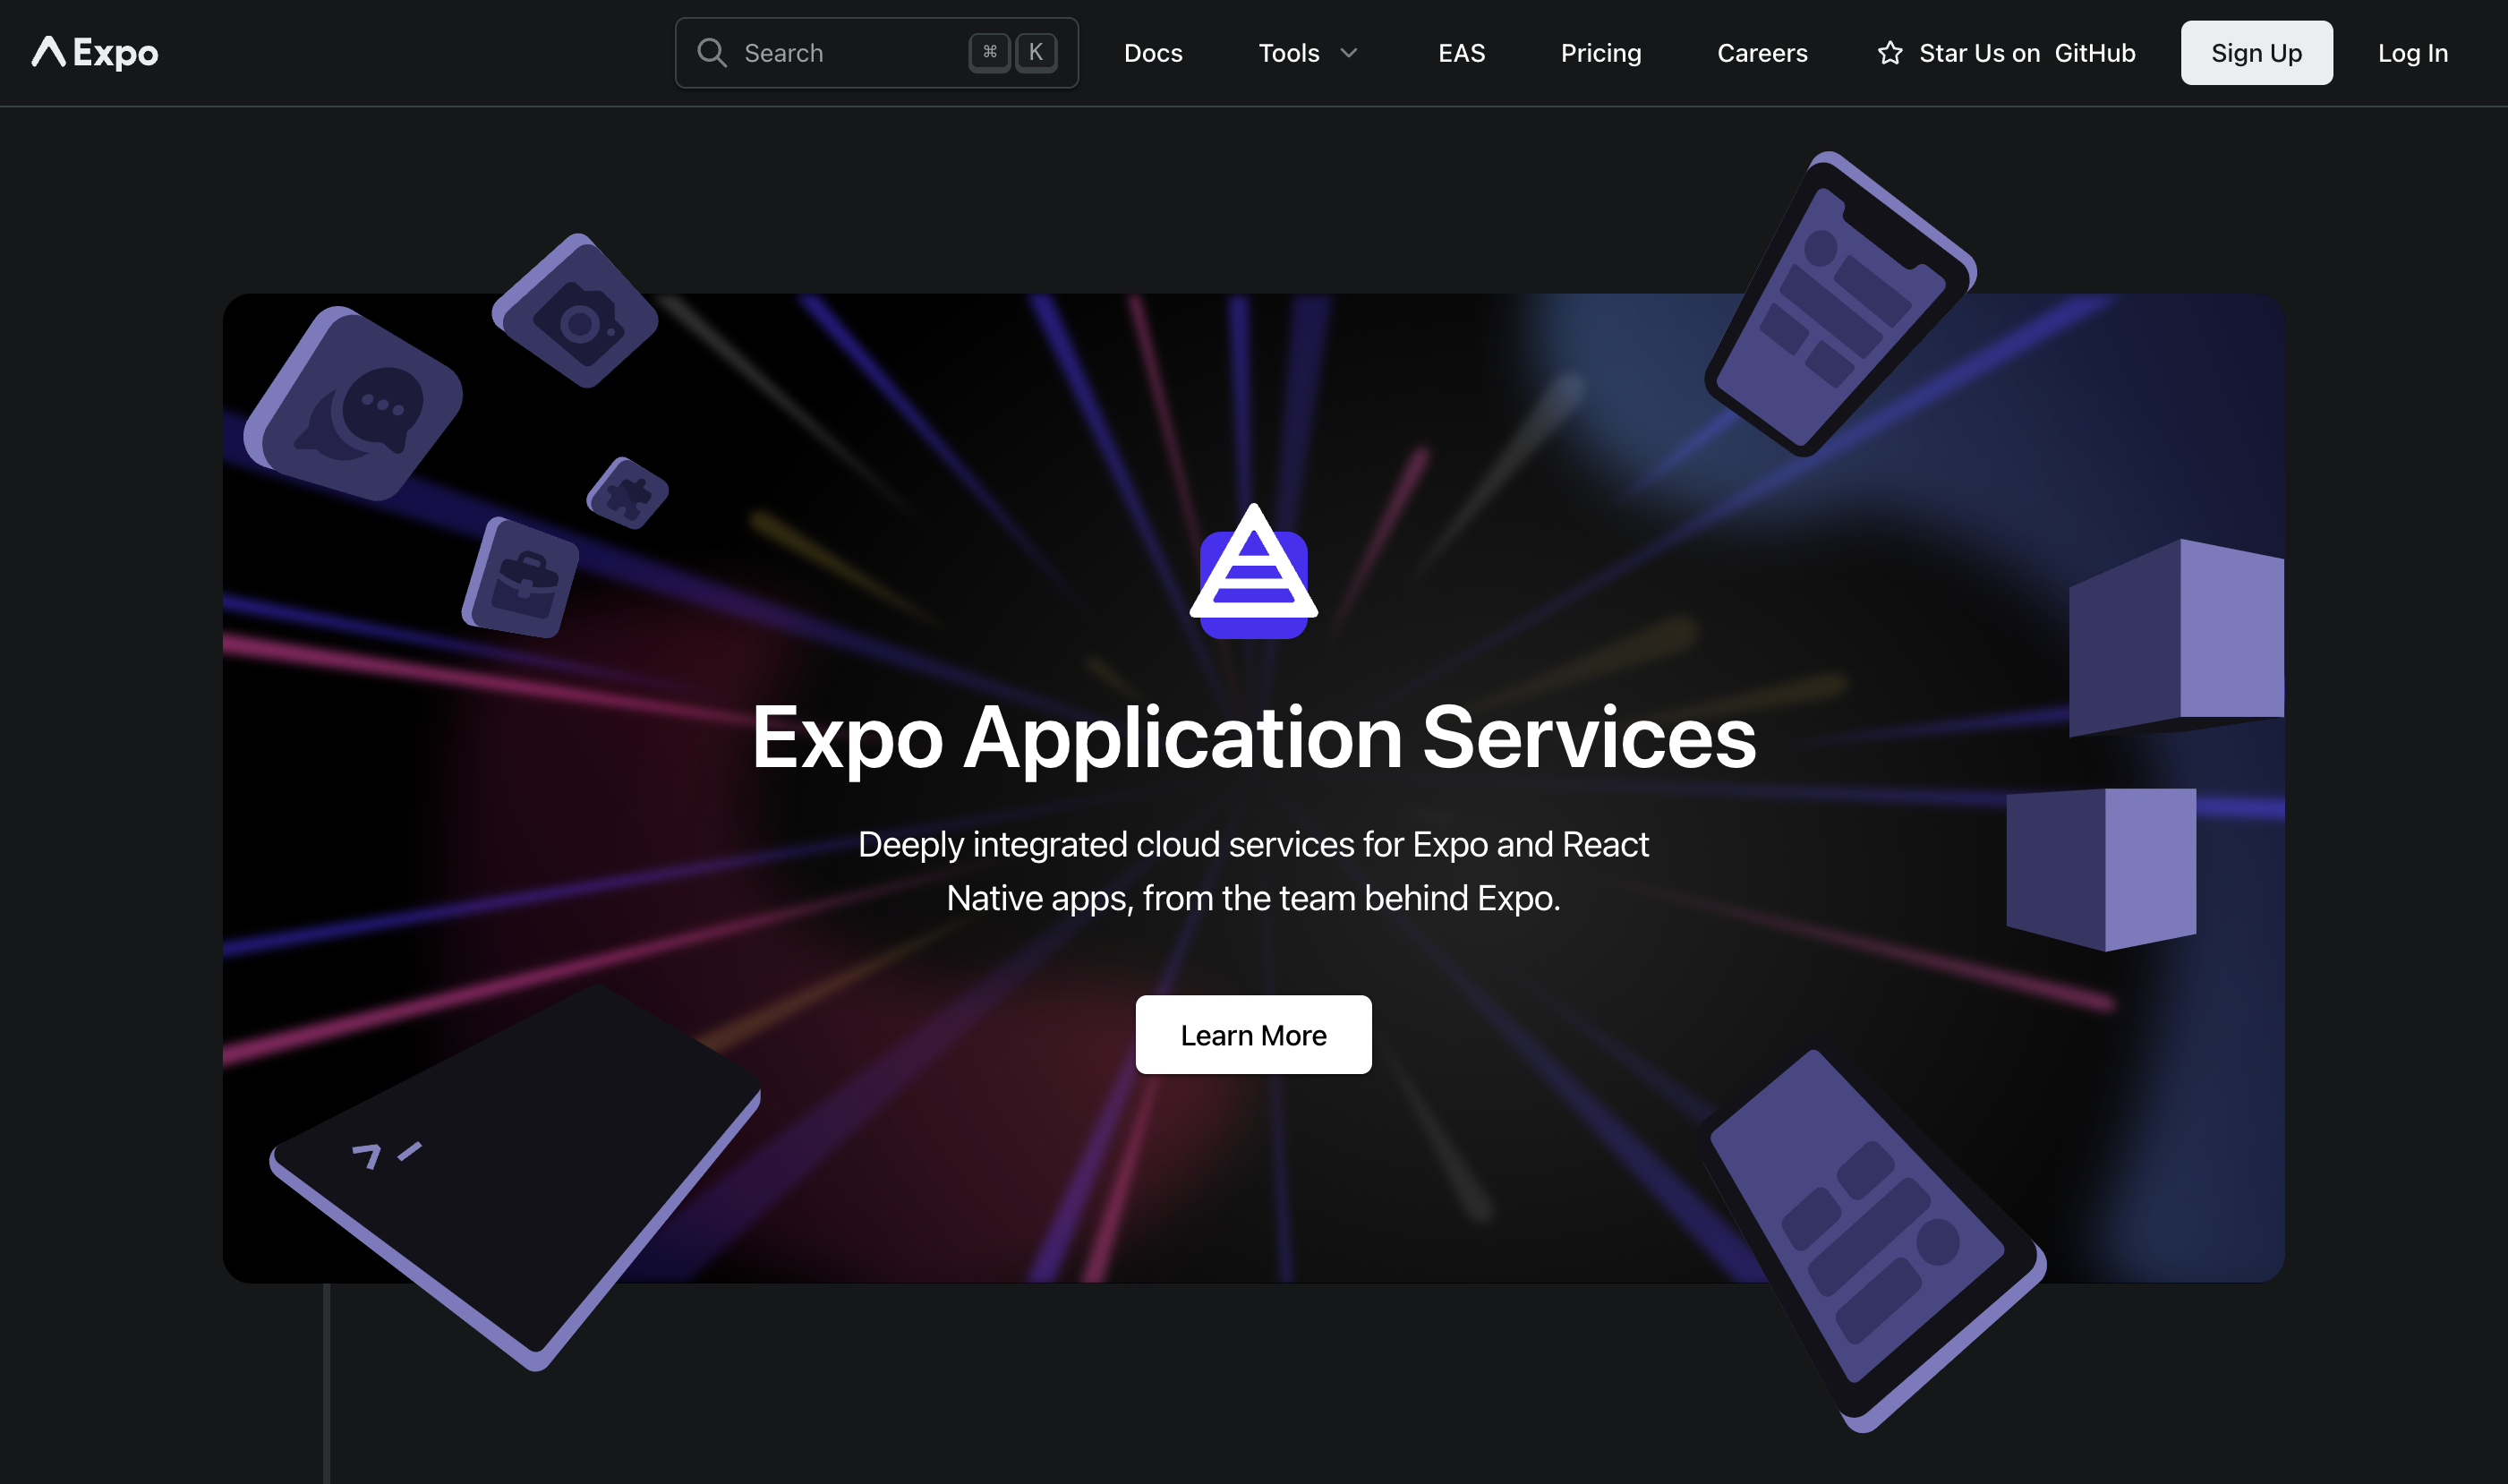 Expo
Search ⌘ K
Docs
Tools
EAS
Pricing
Careers
Star Us on GitHub
Sign Up
Log In
Expo Application Services
Deeply integrated cloud services for Expo and React
Native apps, from the team behind Expo.
Learn More